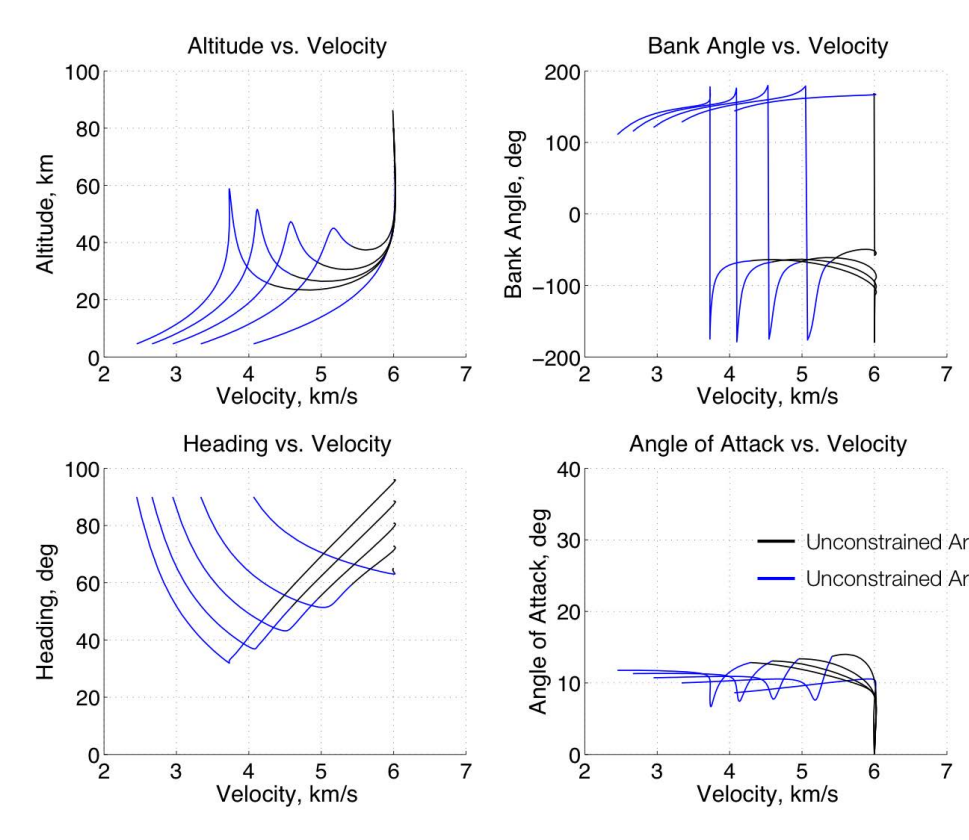 Altitude vs. Velocity
100
80
60
40
20
0
2 3 4 5 6 7
Altitude, km
Velocity, km/s
Bank Angle vs. Velocity
200
100
0
−100
−200
2 3 4 5 6 7
Bank Angle, deg
Velocity, km/s
Heading vs. Velocity
100
80
60
40
20
0
2 3 4 5 6 7
Heading, deg
Velocity, km/s
Angle of Attack vs. Velocity
40
30
20
10
0
2 3 4 5 6 7
Angle of Attack, deg
Velocity, km/s
Unconstrained Ar
Unconstrained Ar